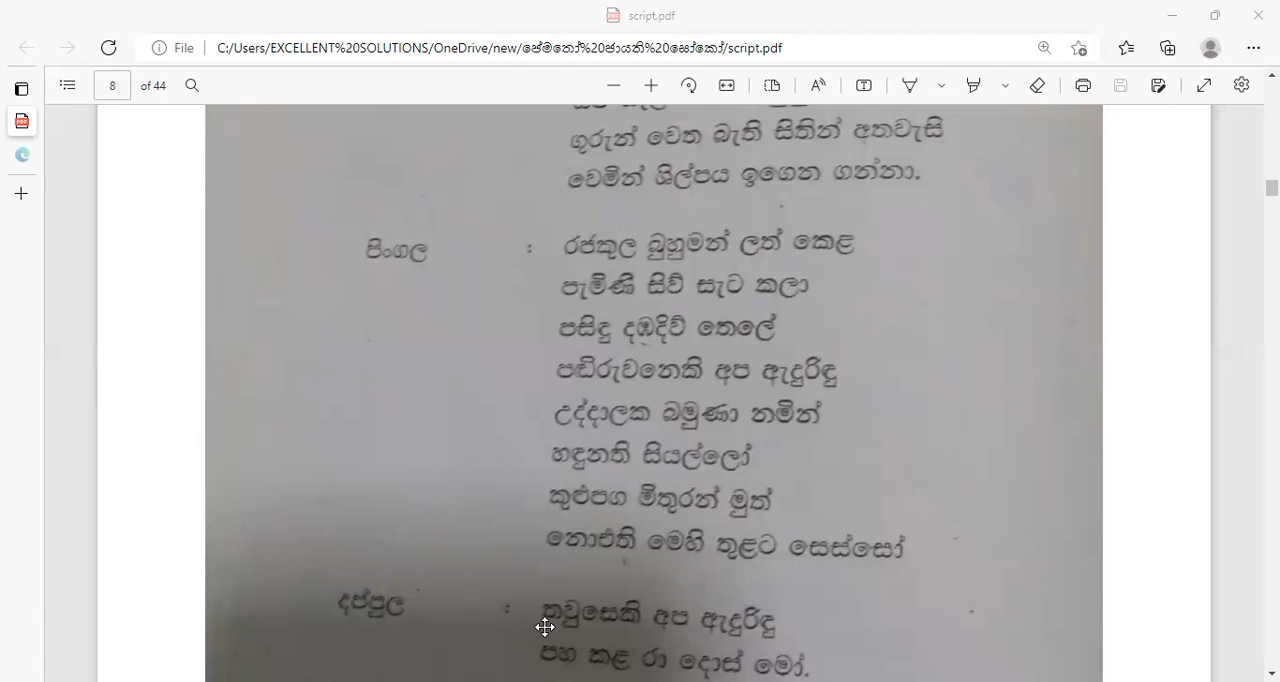 script.pdf
File C:/Users/EXCELLENT%20SOLUTIONS/OneDrive/new/පේමතෝ%20ජායති%20සෝකෝ/script.pdf
8 of 44
ගුරුන් වෙත බැති සිතින් අතවැසි
වෙමින් ශිල්පය ඉගෙන ගන්නා.
පිංගල : රජකුල බුහුමන් ලත් කෙළ
පැමිණී සිව් සැට කලා
පසිඳු දඹදිව් තෙලේ
පඬිරුවනෙකි අප ඇදුරිඳු
උද්දාලක බමුණා නමින්
හඳුනති සියල්ලෝ
කුළුපග මිතුරන් මුත්
නොඑති මෙහි තුළට සෙස්සෝ
දප්පුල : තවුසෙකි අප ඇදුරිඳු
පහ කළ රා දොස් මෝ.